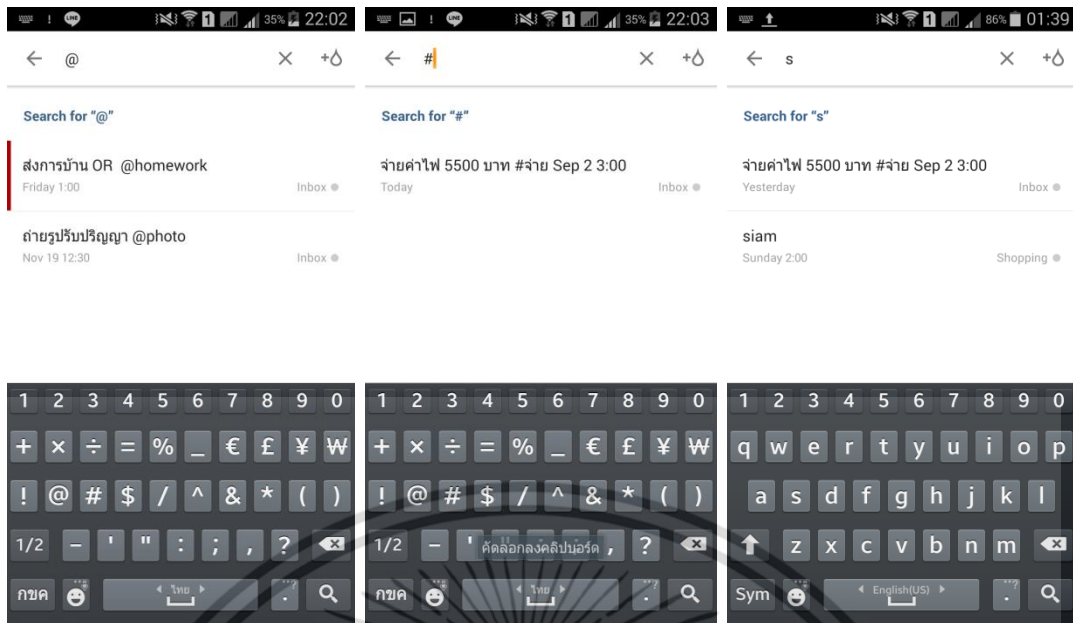 ! LINE 1 35% 22:02
@
Search for "@"
ส่งการบ้าน OR @homework
Friday 1:00 Inbox
ถ่ายรูปรับปริญญา @photo
Nov 19 12:30 Inbox
1 2 3 4 5 6 7 8 9 0
+ × ÷ = % _ € £ ¥ ₩
! @ # $ / ^ & * ( )
1/2 - ' " : ; , ?
กขค ไทย . ...?
! LINE 1 35% 22:03
#
Search for "#"
จ่ายค่าไฟ 5500 บาท #จ่าย Sep 2 3:00
Today Inbox
1 2 3 4 5 6 7 8 9 0
+ × ÷ = % _ € £ ¥ ₩
! @ # $ / ^ & * ( )
1/2 - ' คัดลอกลงคลิปบอร์ด , ?
กขค ไทย . ...?
1 86% 01:39
s
Search for "s"
จ่ายค่าไฟ 5500 บาท #จ่าย Sep 2 3:00
Yesterday Inbox
siam
Sunday 2:00 Shopping
1 2 3 4 5 6 7 8 9 0
q w e r t y u i o p
a s d f g h j k l
z x c v b n m
Sym English(US) . ...?